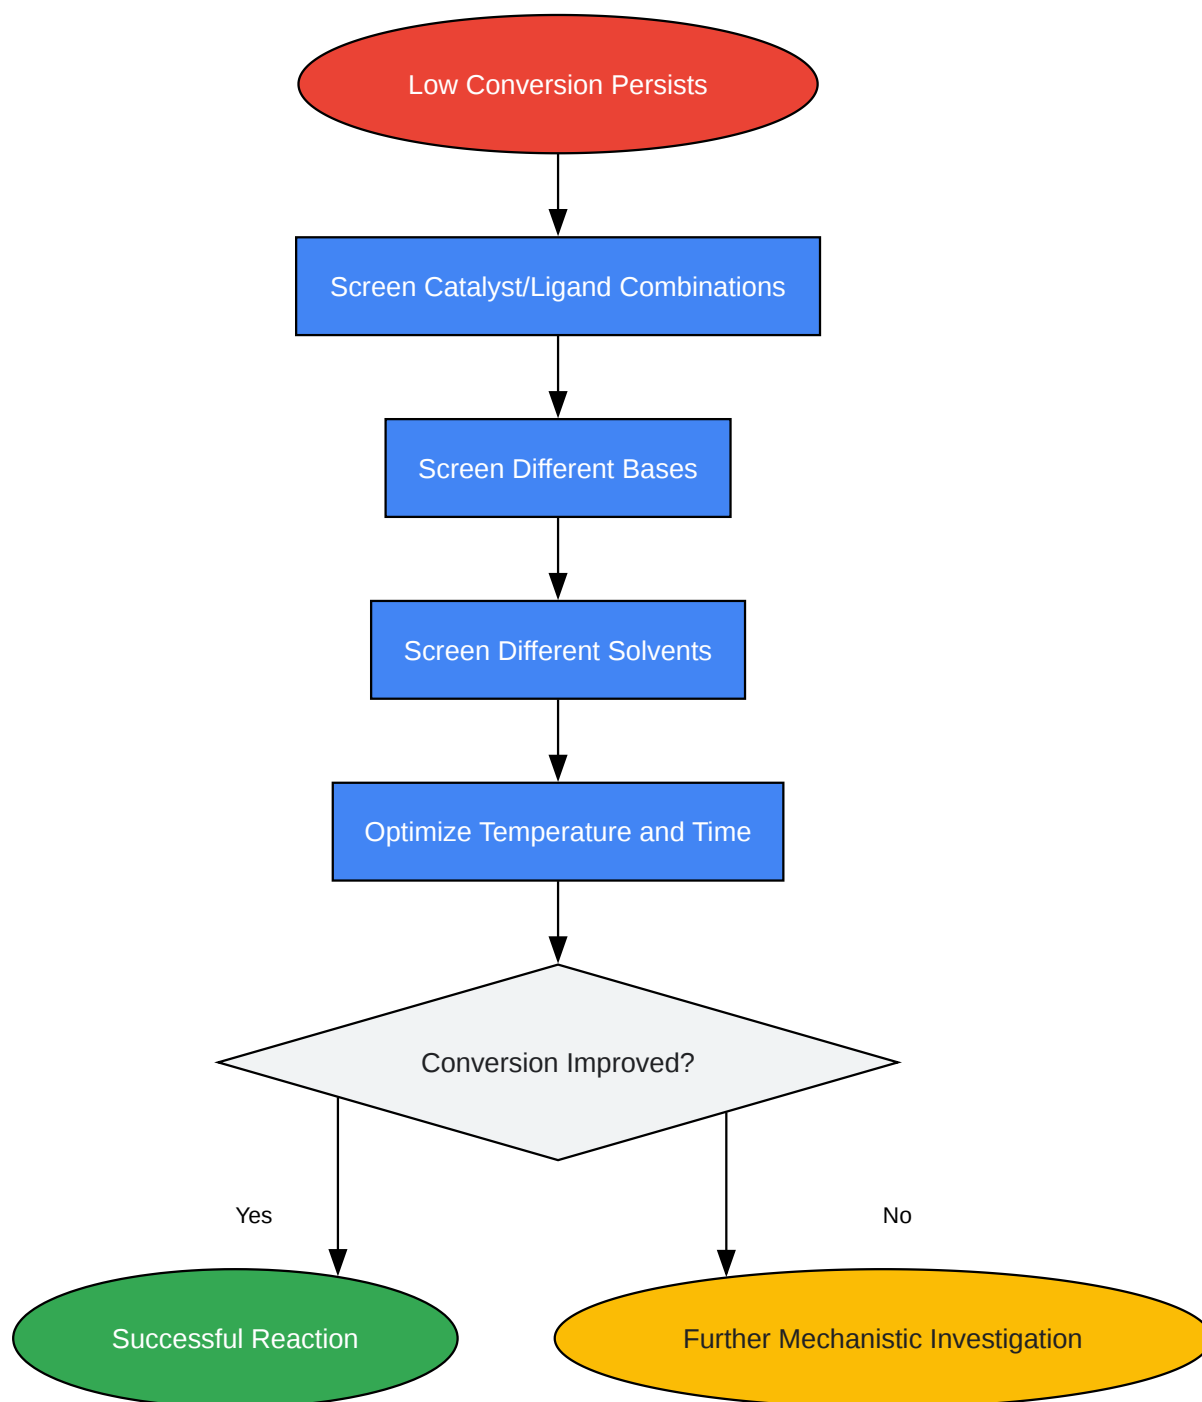 Low Conversion Persists
Screen Catalyst/Ligand Combinations
Screen Different Bases
Screen Different Solvents
Optimize Temperature and Time
Conversion Improved?
Yes
No
Successful Reaction
Further Mechanistic Investigation